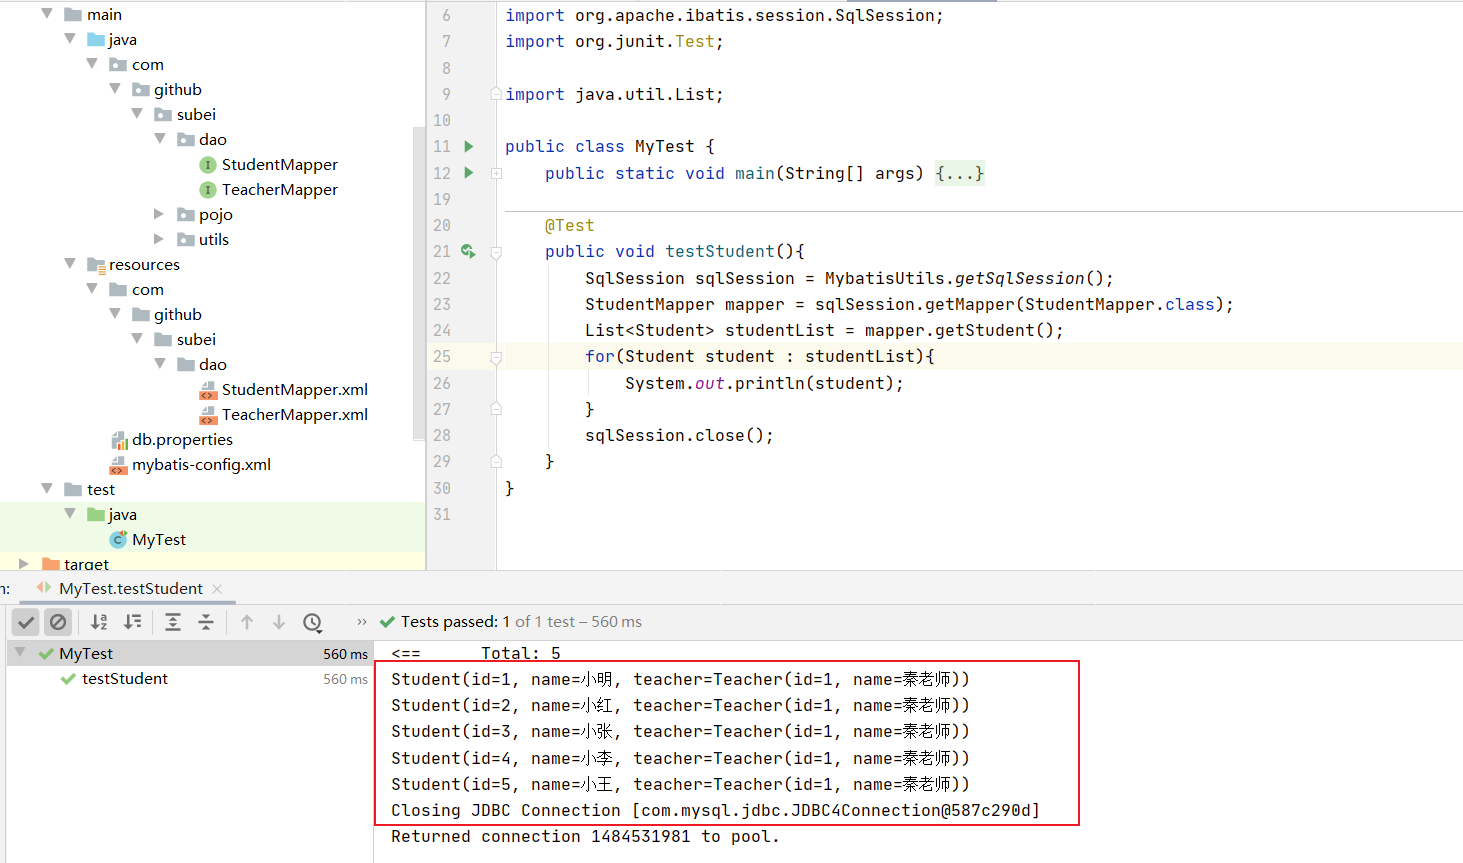 main
java
com
github
subei
dao
StudentMapper
TeacherMapper
pojo
utils
resources
com
github
subei
dao
StudentMapper.xml
TeacherMapper.xml
db.properties
mybatis-config.xml
test
java
MyTest
target
6 import org.apache.ibatis.session.SqlSession;
7 import org.junit.Test;
8
9 import java.util.List;
10
11 public class MyTest {
12 public static void main(String[] args) {...}
19
20 @Test
21 public void testStudent(){
22 SqlSession sqlSession = MybatisUtils.getSqlSession();
23 StudentMapper mapper = sqlSession.getMapper(StudentMapper.class);
24 List<Student> studentList = mapper.getStudent();
25 for(Student student : studentList){
26 System.out.println(student);
27 }
28 sqlSession.close();
29 }
30 }
31
n: MyTest.testStudent
Tests passed: 1 of 1 test – 560 ms
MyTest 560 ms
testStudent 560 ms
<== Total: 5
Student(id=1, name=小明, teacher=Teacher(id=1, name=秦老师))
Student(id=2, name=小红, teacher=Teacher(id=1, name=秦老师))
Student(id=3, name=小张, teacher=Teacher(id=1, name=秦老师))
Student(id=4, name=小李, teacher=Teacher(id=1, name=秦老师))
Student(id=5, name=小王, teacher=Teacher(id=1, name=秦老师))
Closing JDBC Connection [com.mysql.jdbc.JDBC4Connection@587c290d]
Returned connection 1484531981 to pool.